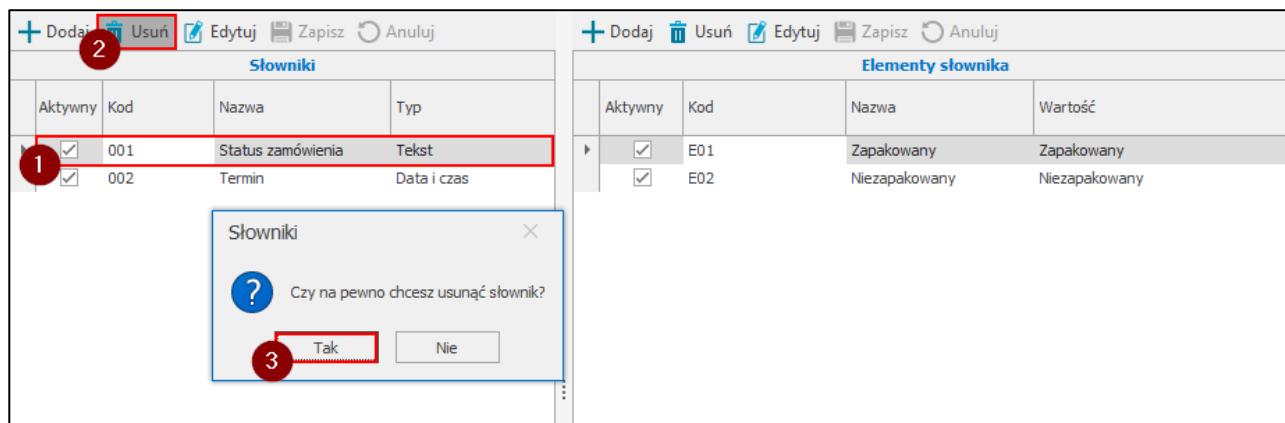 Dodaj Usuń Edytuj Zapisz Anuluj
2
Słowniki
Aktywny Kod Nazwa Typ
001 Status zamówienia Tekst
1
002 Termin Data i czas
Słowniki
Czy na pewno chcesz usunąć słownik?
Tak Nie
3
Dodaj Usuń Edytuj Zapisz Anuluj
Elementy słownika
Aktywny Kod Nazwa Wartość
E01 Zapakowany Zapakowany
E02 Niezapakowany Niezapakowany